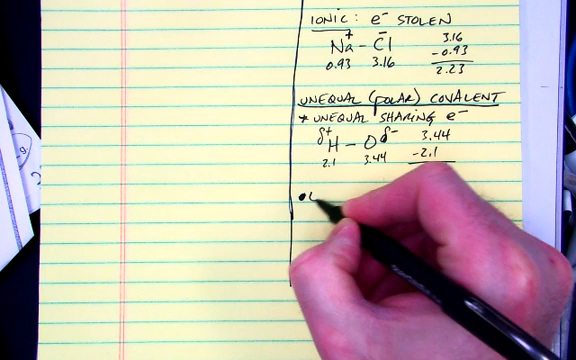 IONIC: e⁻ STOLEN
+ −
Na − Cl 3.16
0.93 3.16 −0.93
2.23
UNEQUAL (POLAR) COVALENT
* UNEQUAL SHARING e⁻
δ+ H − O δ− 3.44
2.1 3.44 −2.1